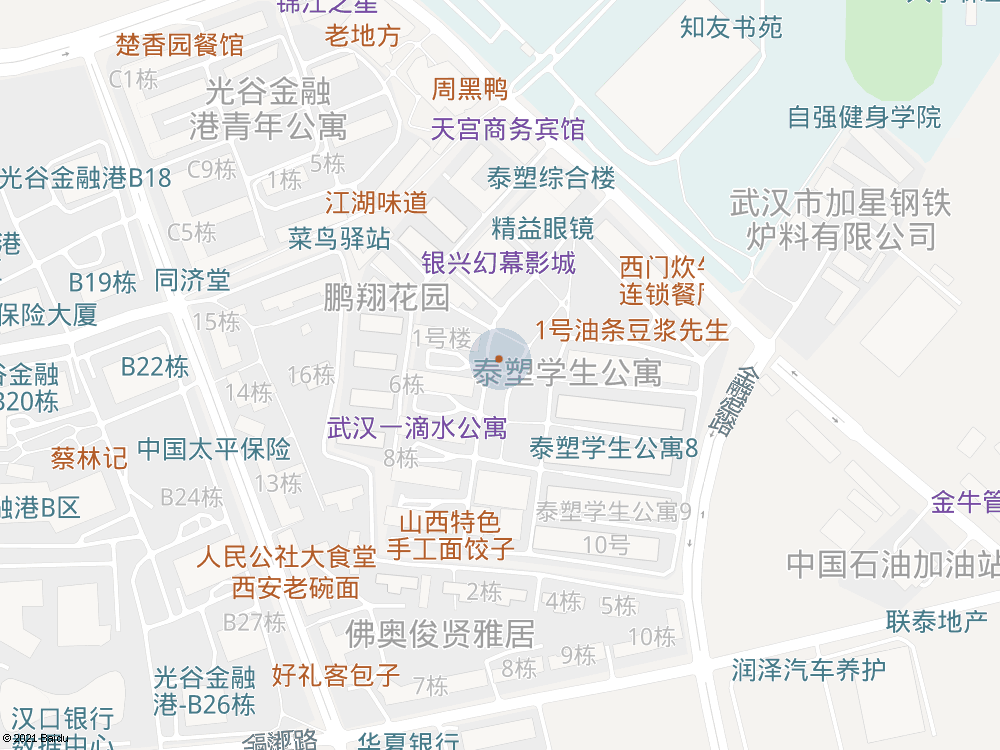 锦江之星
楚香园餐馆
老地方
知友书苑
C1栋
光谷金融
港青年公寓
周黑鸭
天宫商务宾馆
自强健身学院
5栋
C9栋
1栋
光谷金融港B18
泰塑综合楼
江湖味道
武汉市加星钢铁
炉料有限公司
C5栋
菜鸟驿站
精益眼镜
港
银兴幻幕影城
西门炊
连锁餐厅
B19栋
同济堂
鹏翔花园
保险大厦
15栋
1号楼
1号油条豆浆先生
B22栋
16栋
泰塑学生公寓
谷金融
B20栋
14栋
6栋
金融港路
武汉一滴水公寓
中国太平保险
泰塑学生公寓8
蔡林记
8栋
13栋
B24栋
融港B区
金牛管
山西特色
手工面饺子
泰塑学生公寓9
10号
人民公社大食堂
西安老碗面
中国石油加油站
2栋
4栋
5栋
B27栋
佛奥俊贤雅居
10栋
联泰地产
9栋
8栋
润泽汽车养护
光谷金融
港-B26栋
好礼客包子
7栋
汉口银行
数据中心
华夏银行
© 2021 Baidu